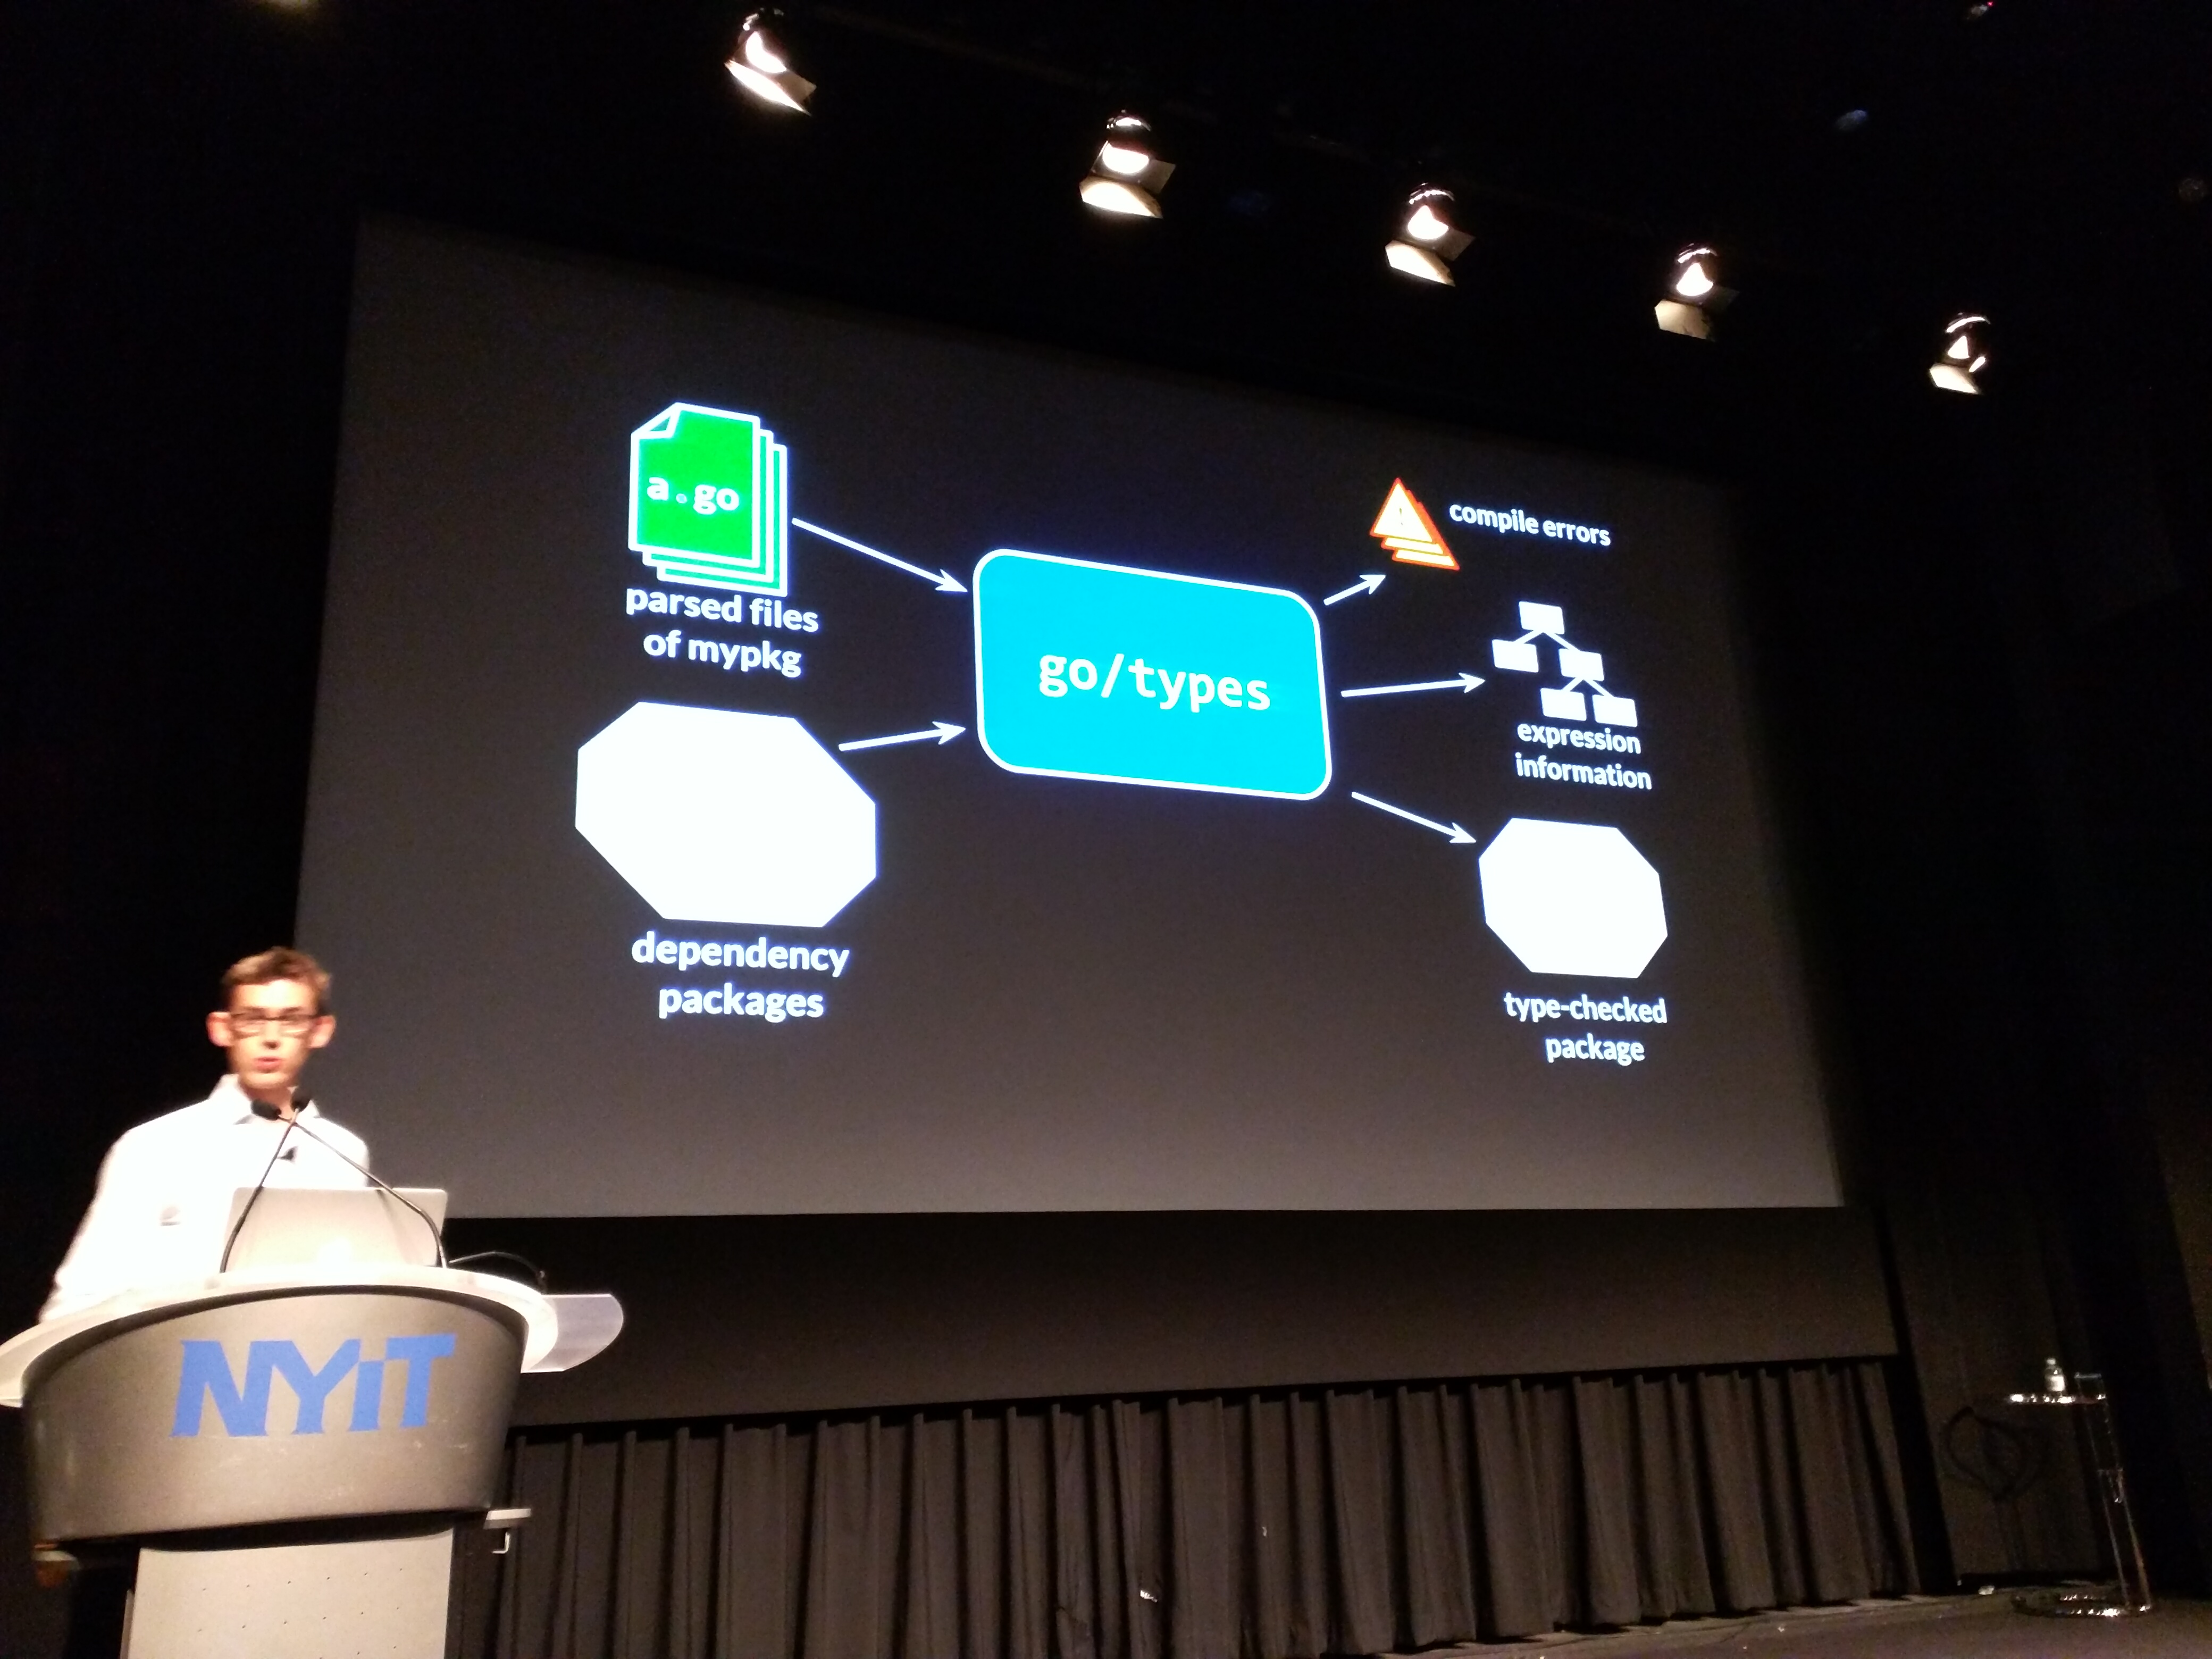 a.go
parsed files
of mypkg
dependency
packages
go/types
compile errors
expression
information
type-checked
package
NYiT